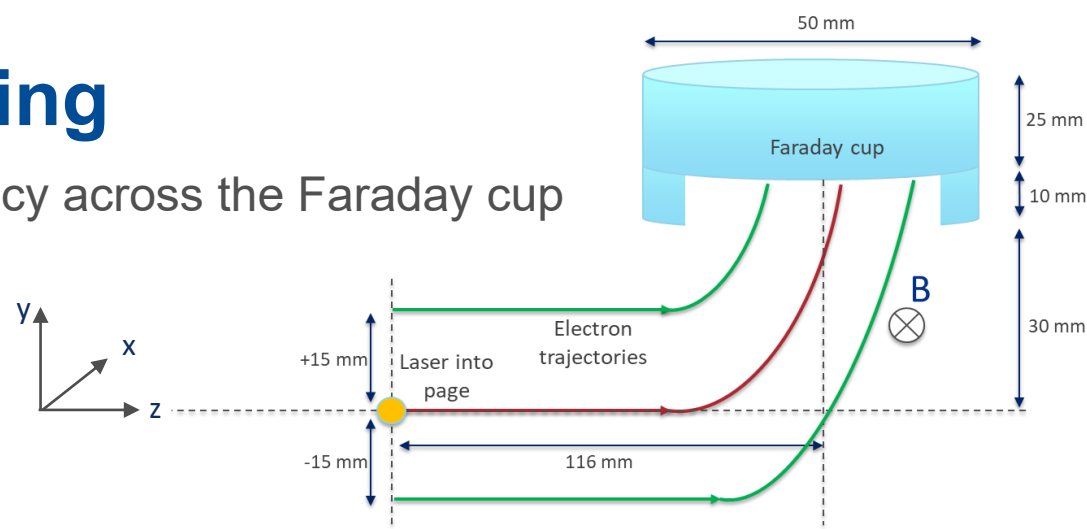 50 mm
ing
25 mm
Faraday cup
cy across the Faraday cup
10 mm
B
y
x
z
Electron
trajectories
30 mm
+15 mm
Laser into
page
-15 mm
116 mm